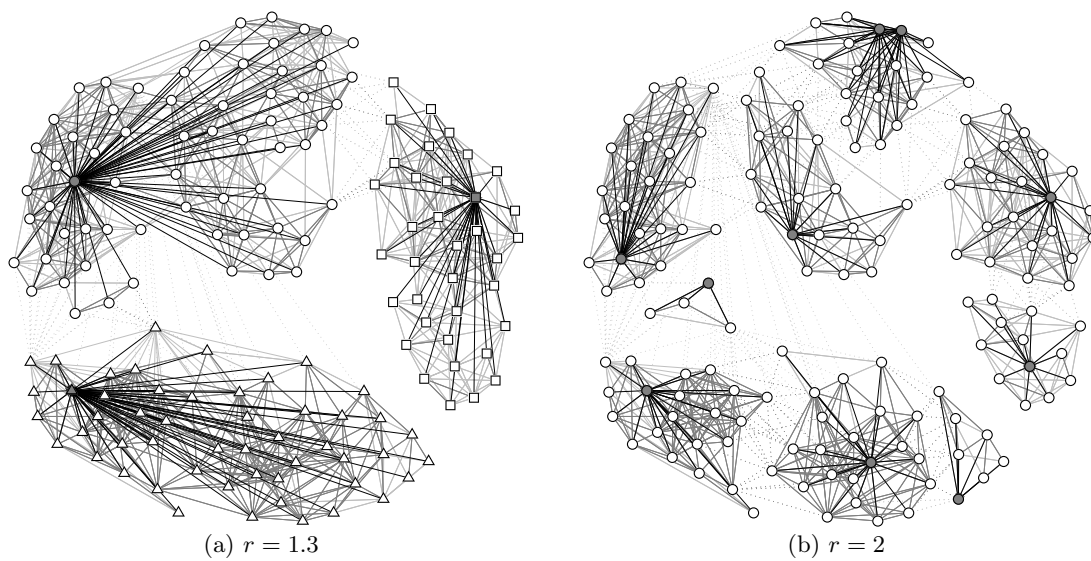 (a) r = 1.3
(b) r = 2